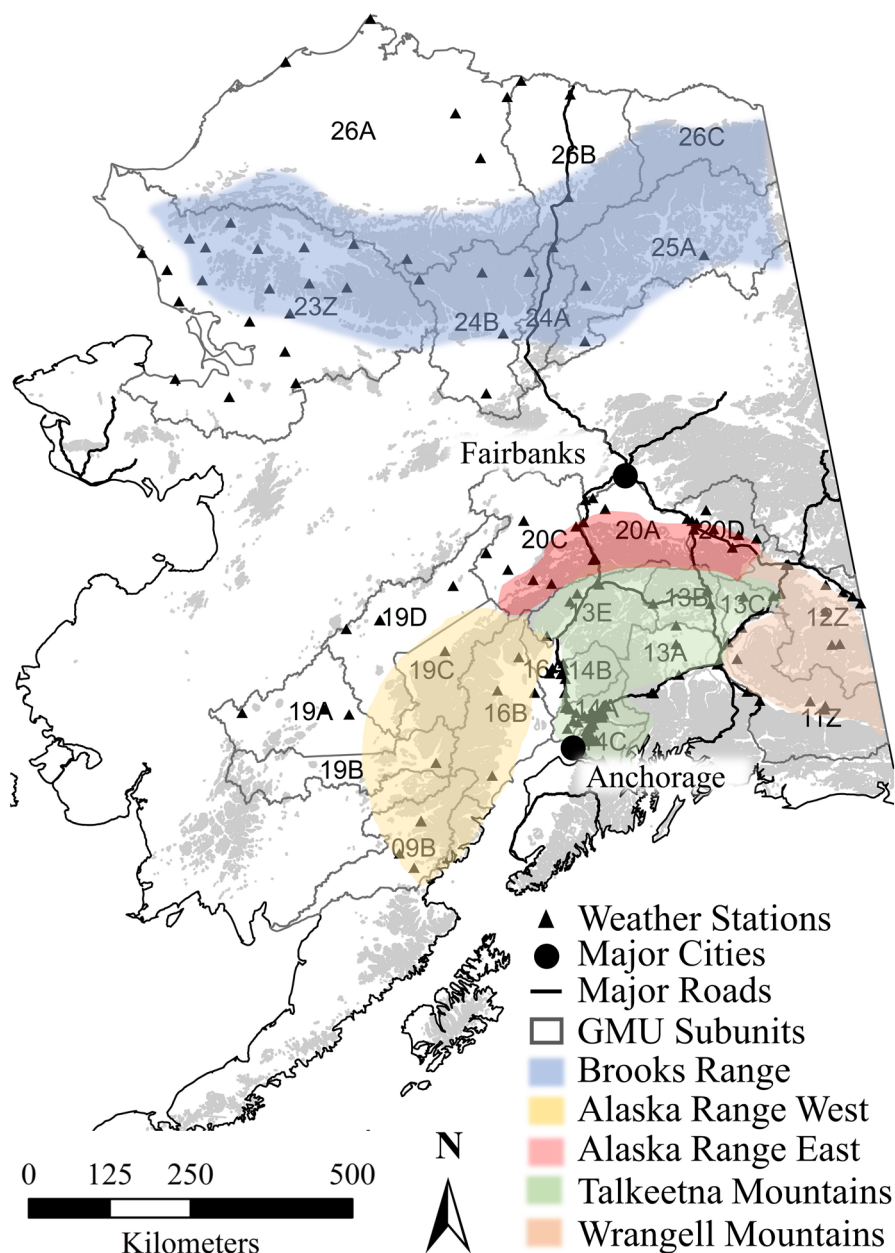 26A
26B
26C
25A
23Z
24B
24A
Fairbanks
20C
20A
20D
19D
13E
13B
13C
12Z
19C
16A
14B
13A
19A
16B
11Z
14C
19B
Anchorage
09B
Weather Stations
Major Cities
Major Roads
GMU Subunits
Brooks Range
Alaska Range West
Alaska Range East
Talkeetna Mountains
Wrangell Mountains
N
0 125 250 500
Kilometers